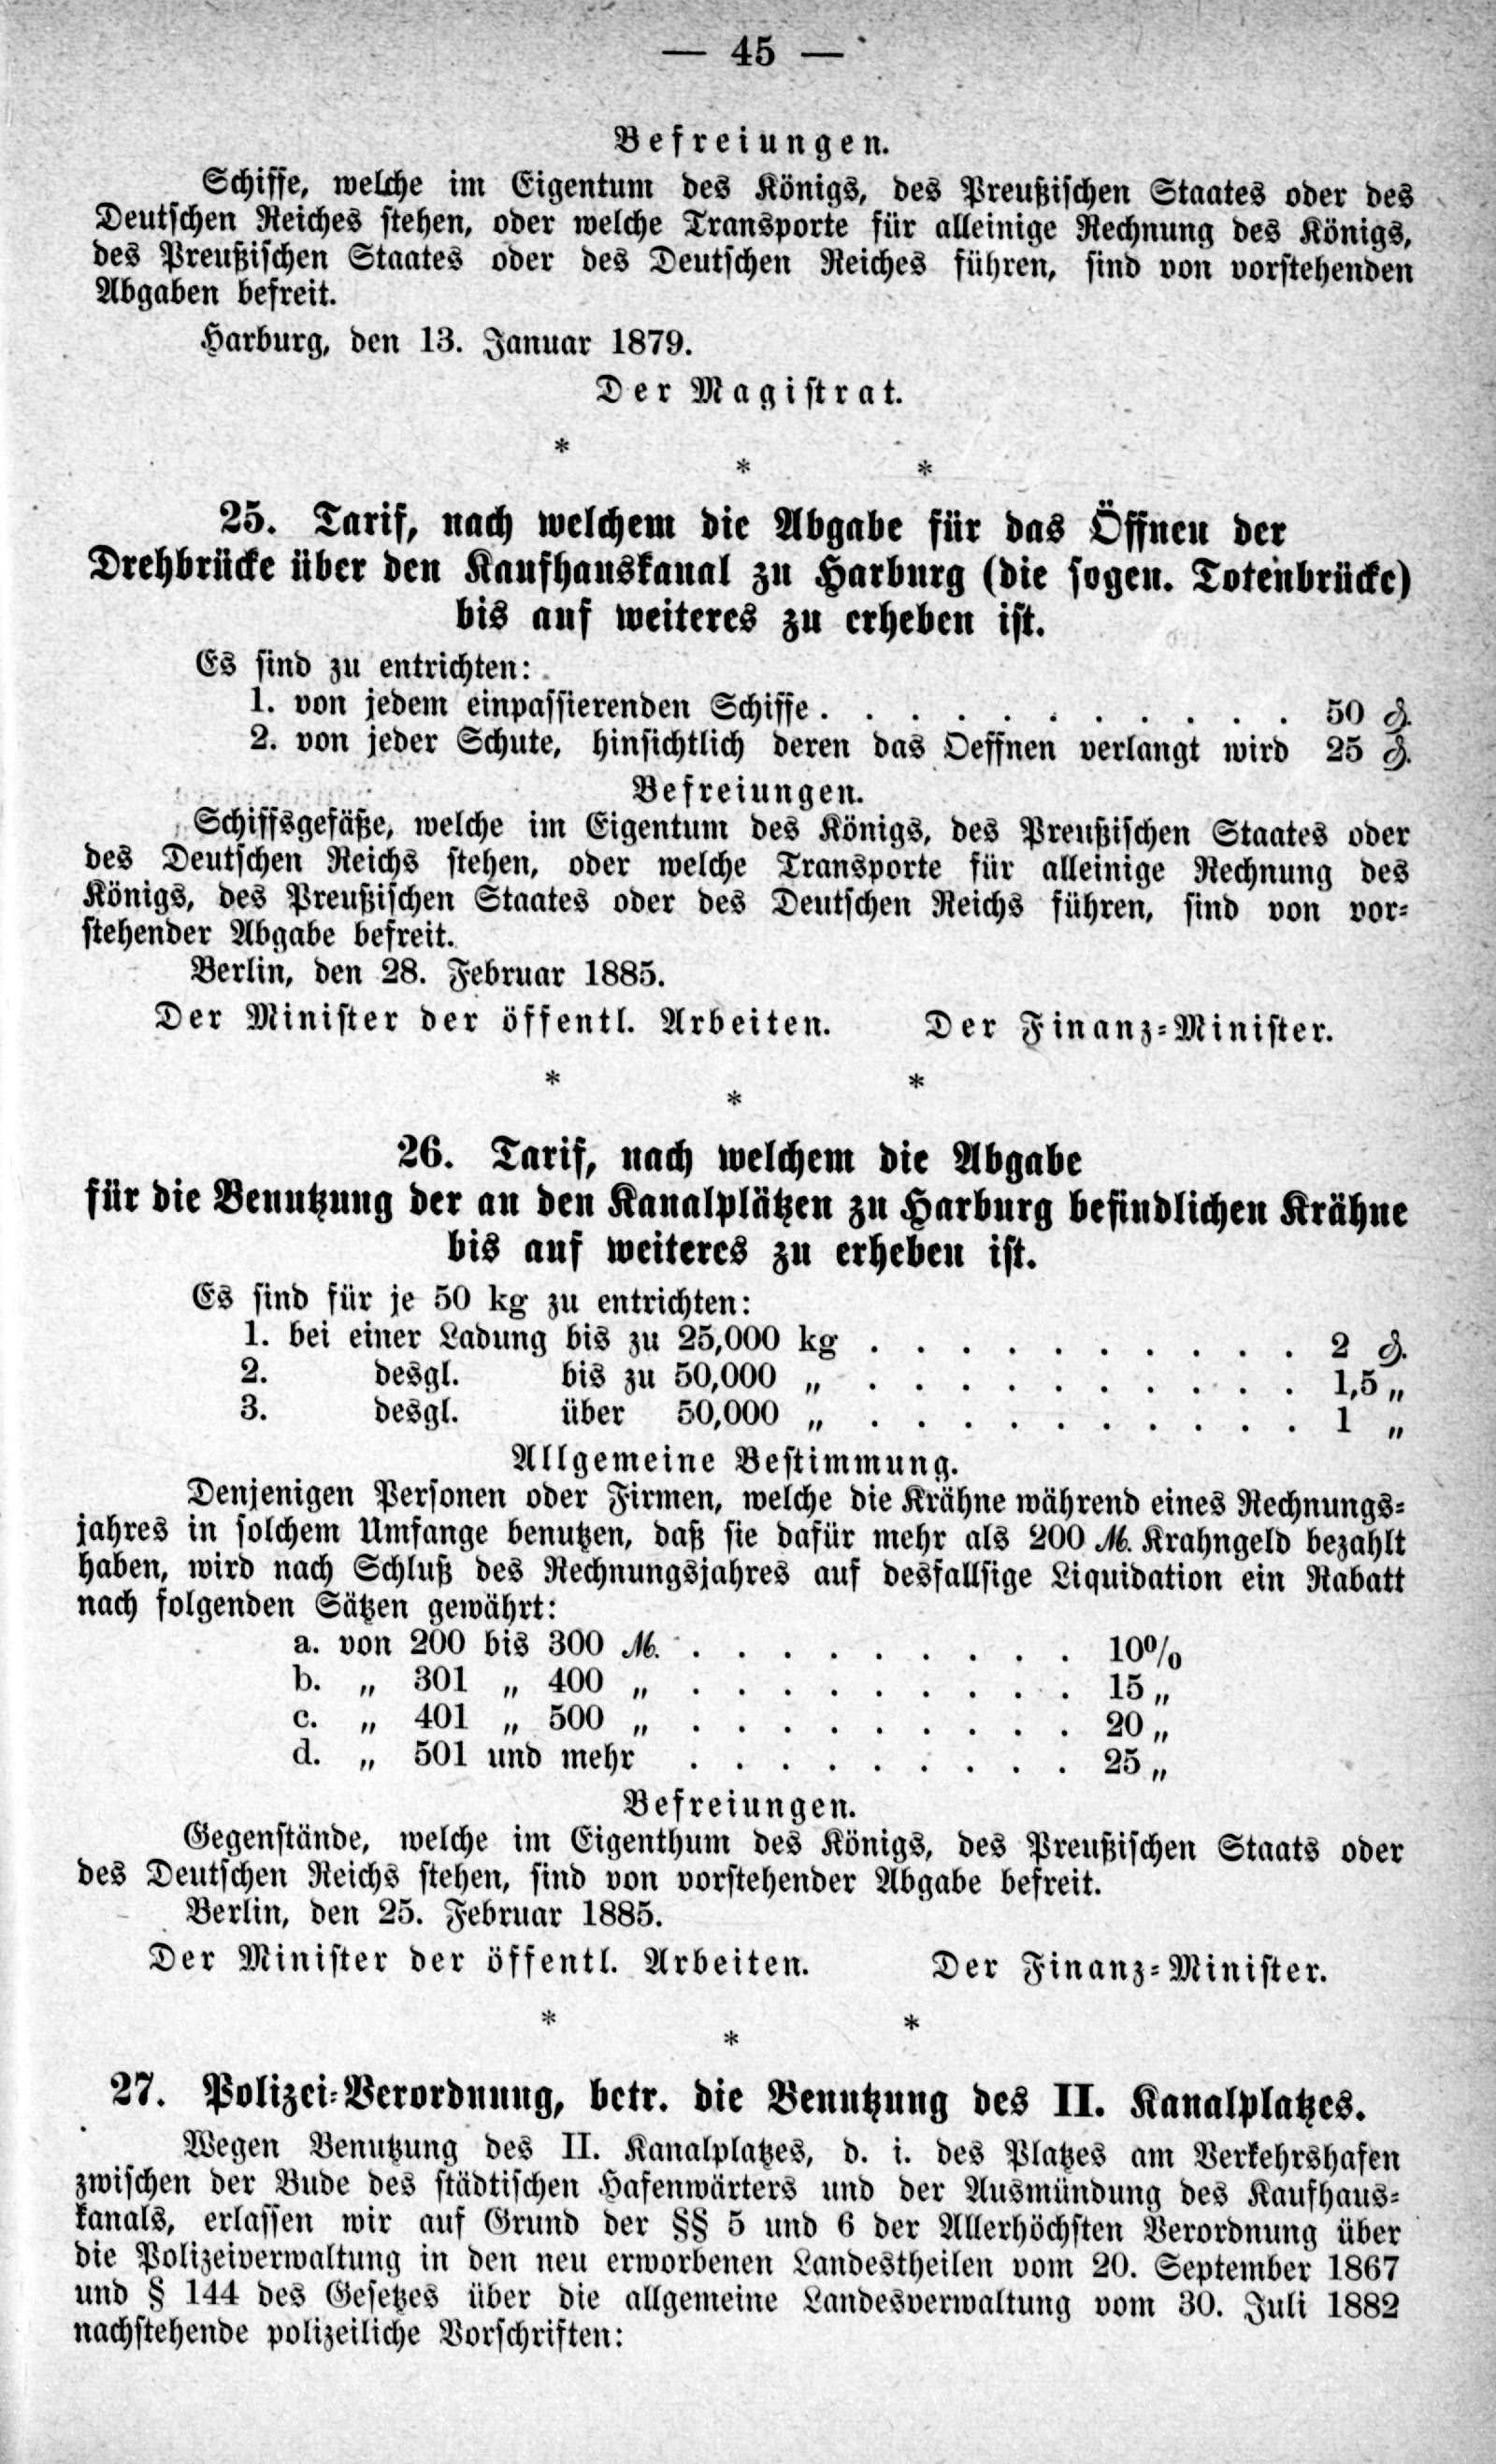 — 45 —
Befreiungen.
Schiffe, welche im Eigentum des Königs, des Preußischen Staates oder des
Deutschen Reiches stehen, oder welche Transporte für alleinige Rechnung des Königs,
des Preußischen Staates oder des Deutschen Reiches führen, sind von vorstehenden
Abgaben befreit.
Harburg, den 13. Januar 1879.
Der Magistrat.
* * *
25. Tarif, nach welchem die Abgabe für das Öffnen der
Drehbrücke über den Kaufhauskanal zu Harburg (die sogen. Totenbrücke)
bis auf weiteres zu erheben ist.
Es sind zu entrichten:
1. von jedem einpassierenden Schiffe . . . . . . . . . . . 50 ₰.
2. von jeder Schute, hinsichtlich deren das Oeffnen verlangt wird 25 ₰.
Befreiungen.
Schiffsgefäße, welche im Eigentum des Königs, des Preußischen Staates oder
des Deutschen Reichs stehen, oder welche Transporte für alleinige Rechnung des
Königs, des Preußischen Staates oder des Deutschen Reichs führen, sind von vor-
stehender Abgabe befreit.
Berlin, den 28. Februar 1885.
Der Minister der öffentl. Arbeiten. Der Finanz-Minister.
* * *
26. Tarif, nach welchem die Abgabe
für die Benutzung der an den Kanalplätzen zu Harburg befindlichen Krähne
bis auf weiteres zu erheben ist.
Es sind für je 50 kg zu entrichten:
1. bei einer Ladung bis zu 25,000 kg . . . . . . . . . . 2 ₰.
2. desgl. bis zu 50,000 „ . . . . . . . . . . 1,5 „
3. desgl. über 50,000 „ . . . . . . . . . . 1 „
Allgemeine Bestimmung.
Denjenigen Personen oder Firmen, welche die Krähne während eines Rechnungs-
jahres in solchem Umfange benutzen, daß sie dafür mehr als 200 ℳ. Krahngeld bezahlt
haben, wird nach Schluß des Rechnungsjahres auf desfallsige Liquidation ein Rabatt
nach folgenden Sätzen gewährt:
a. von 200 bis 300 ℳ. . . . . . . . . . 10%
b. „ 301 „ 400 „ . . . . . . . . . 15 „
c. „ 401 „ 500 „ . . . . . . . . . 20 „
d. „ 501 und mehr . . . . . . . . . 25 „
Befreiungen.
Gegenstände, welche im Eigenthum des Königs, des Preußischen Staats oder
des Deutschen Reichs stehen, sind von vorstehender Abgabe befreit.
Berlin, den 25. Februar 1885.
Der Minister der öffentl. Arbeiten. Der Finanz-Minister.
* * *
27. Polizei-Verordnung, betr. die Benutzung des II. Kanalplatzes.
Wegen Benutzung des II. Kanalplatzes, d. i. des Platzes am Verkehrshafen
zwischen der Bude des städtischen Hafenwärters und der Ausmündung des Kaufhaus-
kanals, erlassen wir auf Grund der §§ 5 und 6 der Allerhöchsten Verordnung über
die Polizeiverwaltung in den neu erworbenen Landestheilen vom 20. September 1867
und § 144 des Gesetzes über die allgemeine Landesverwaltung vom 30. Juli 1882
nachstehende polizeiliche Vorschriften: